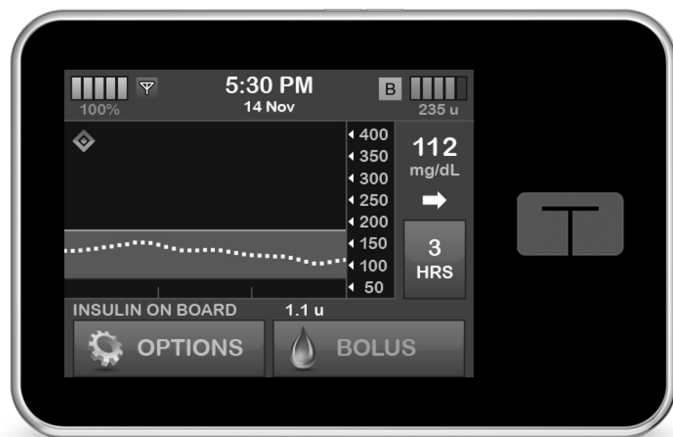 5:30 PM
B
100%
14 Nov
235 u
400
350
300
250
200
150
100
50
112
mg/dL
3
HRS
INSULIN ON BOARD 1.1 u
OPTIONS
BOLUS
T